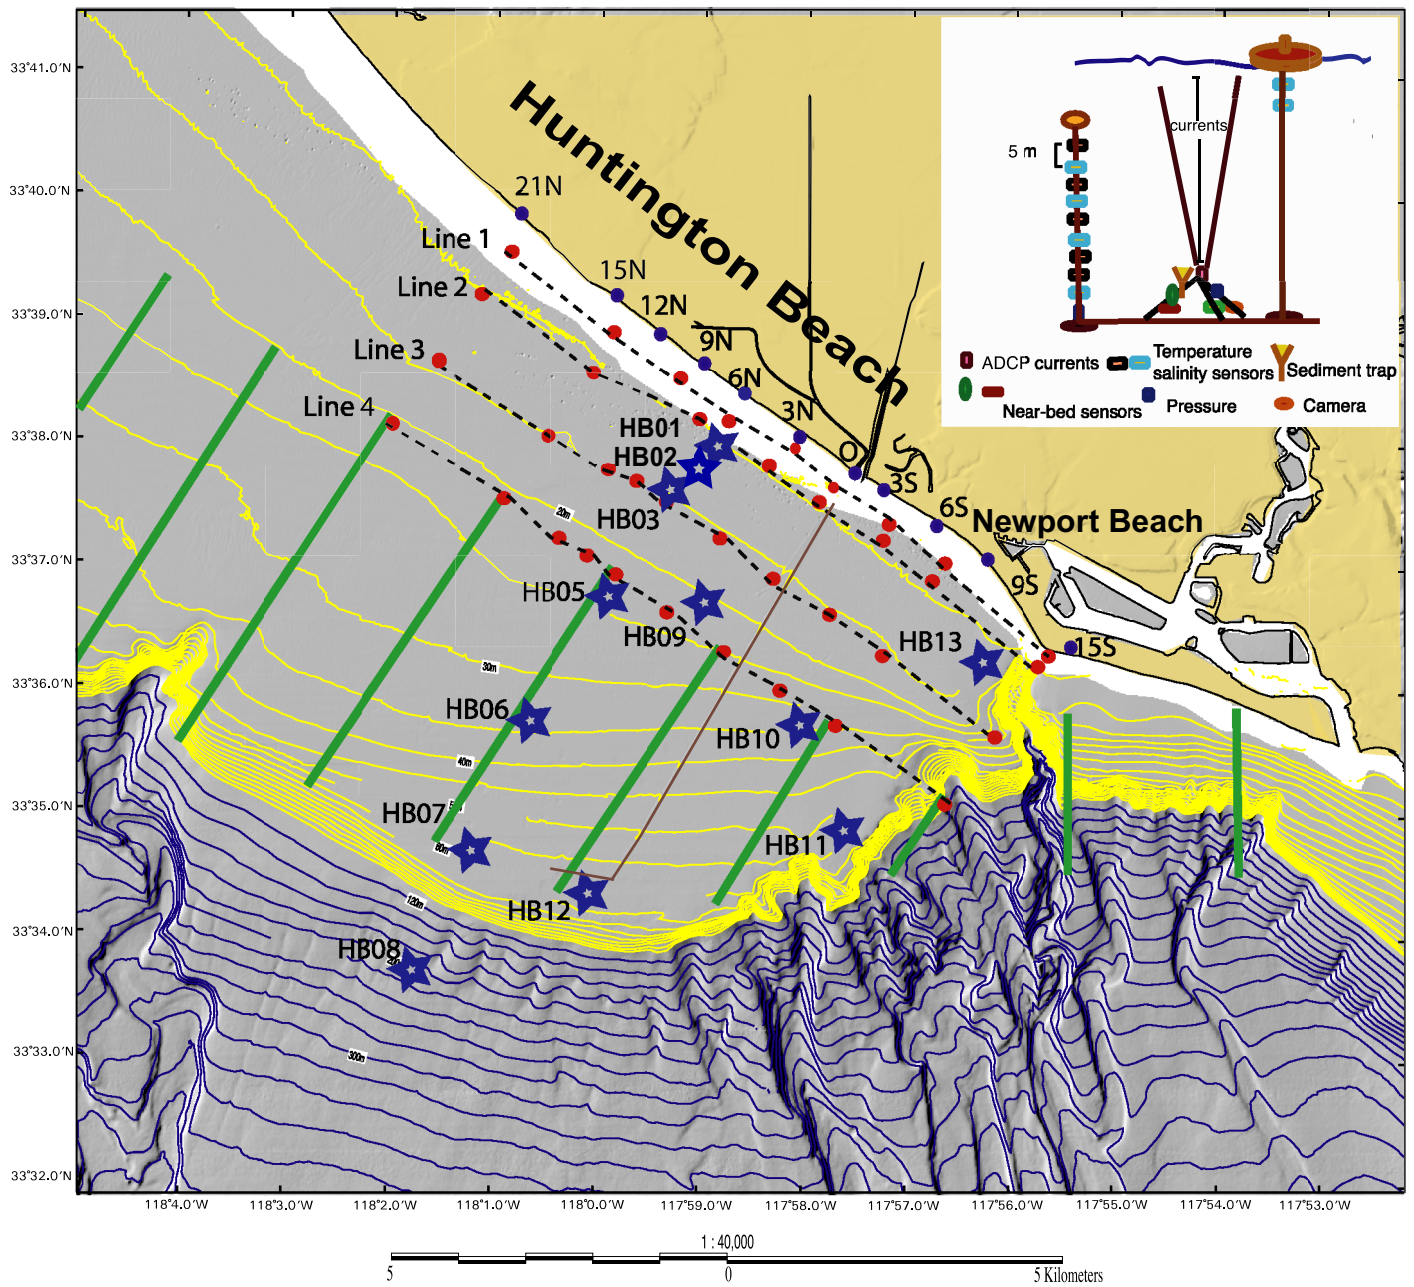 33°41.0'N
33°40.0'N
33°39.0'N
33°38.0'N
33°37.0'N
33°36.0'N
33°35.0'N
33°34.0'N
33°33.0'N
33°32.0'N
Huntington Beach
Newport Beach
21N
15N
12N
9N
6N
3N
O
3S
6S
9S
15S
Line 1
Line 2
Line 3
Line 4
HB01
HB02
HB03
HB05
HB09
HB13
HB06
HB10
HB07
HB11
HB12
HB08
20m
30m
40m
60m
120m
300m
currents
5 m
ADCP currents
Temperature
salinity sensors
Sediment trap
Near-bed sensors
Pressure
Camera
118°4.0'W
118°3.0'W
118°2.0'W
118°1.0'W
118°0.0'W
117°59.0'W
117°58.0'W
117°57.0'W
117°56.0'W
117°55.0'W
117°54.0'W
117°53.0'W
1 : 40,000
5
0
5 Kilometers